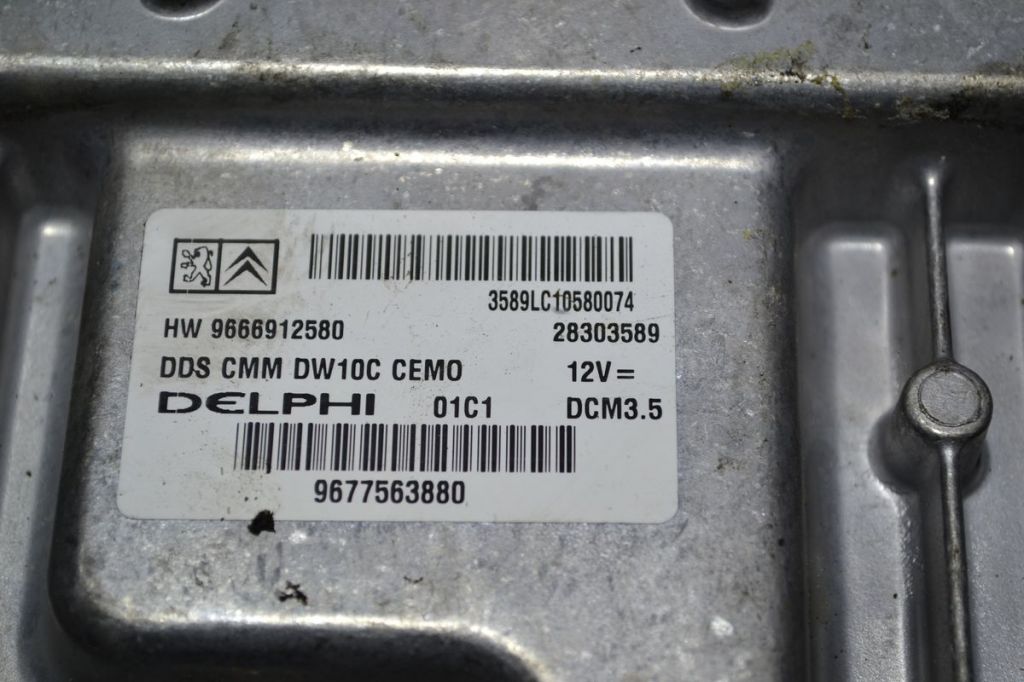 3589LC10580074
HW 9666912580 28303589
DDS CMM DW10C CEMO 12V=
DELPHI 01C1 DCM3.5
9677563880